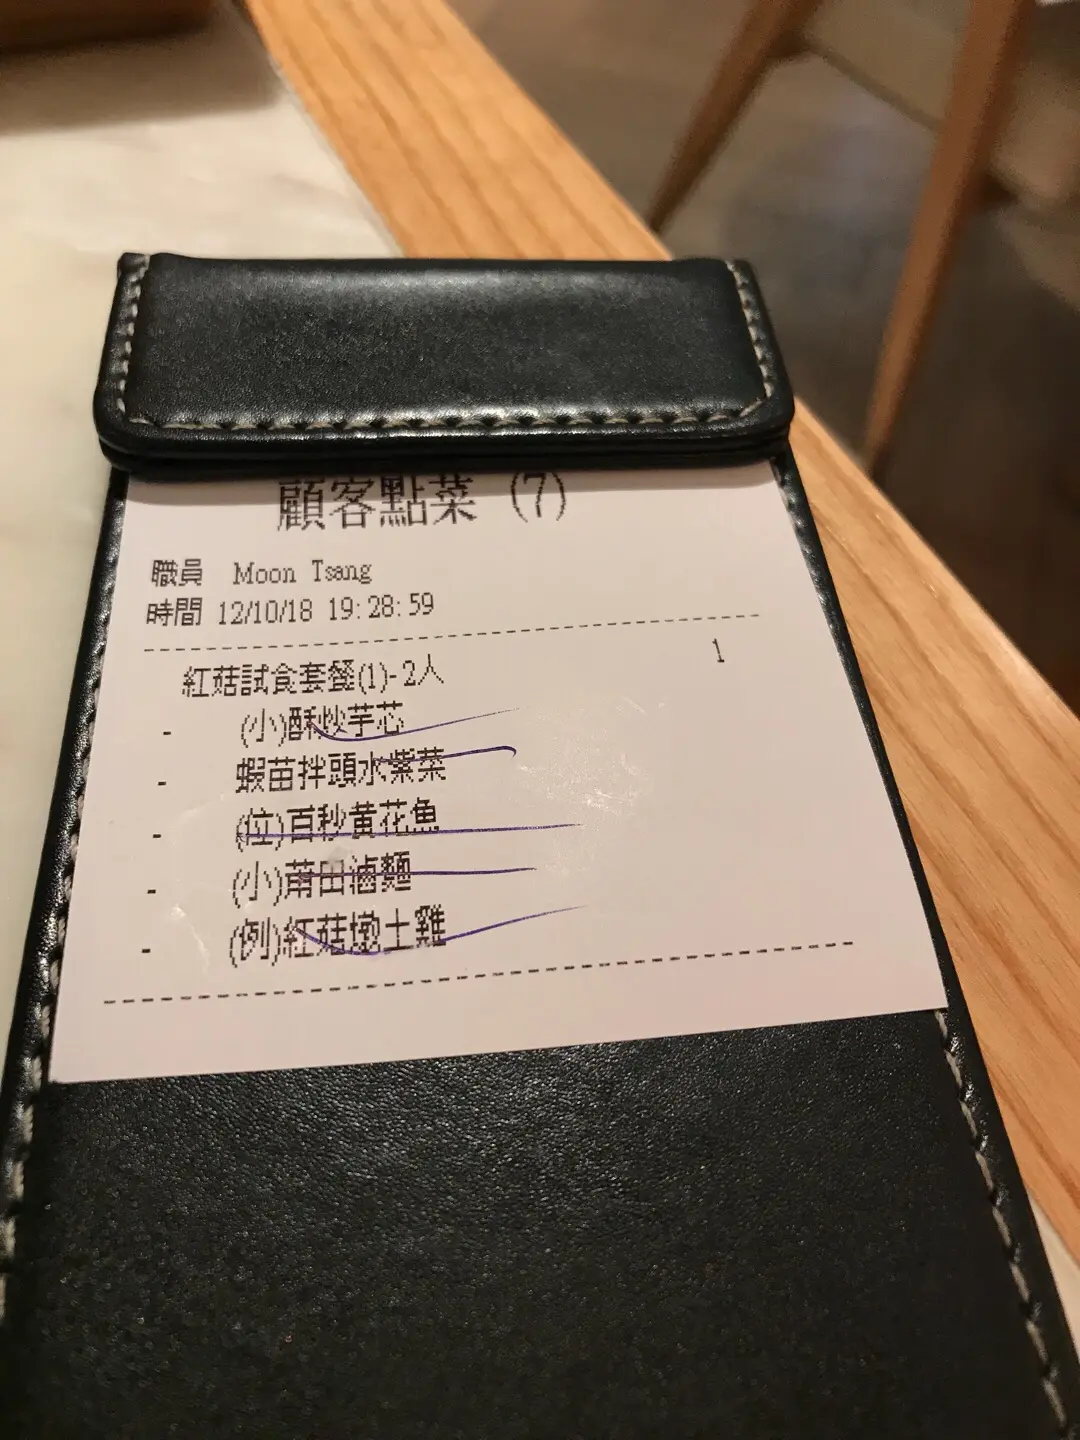 顧客點菜 (7)
職員 Moon Tsang
時間 12/10/18 19:28:59
紅菇試食套餐(1)-2人 1
- (小)酥炒芋芯
- 蝦苗拌頭水紫菜
- (位)百秒黄花魚
- (小)莆田滷麵
- (例)紅菇燉土雞